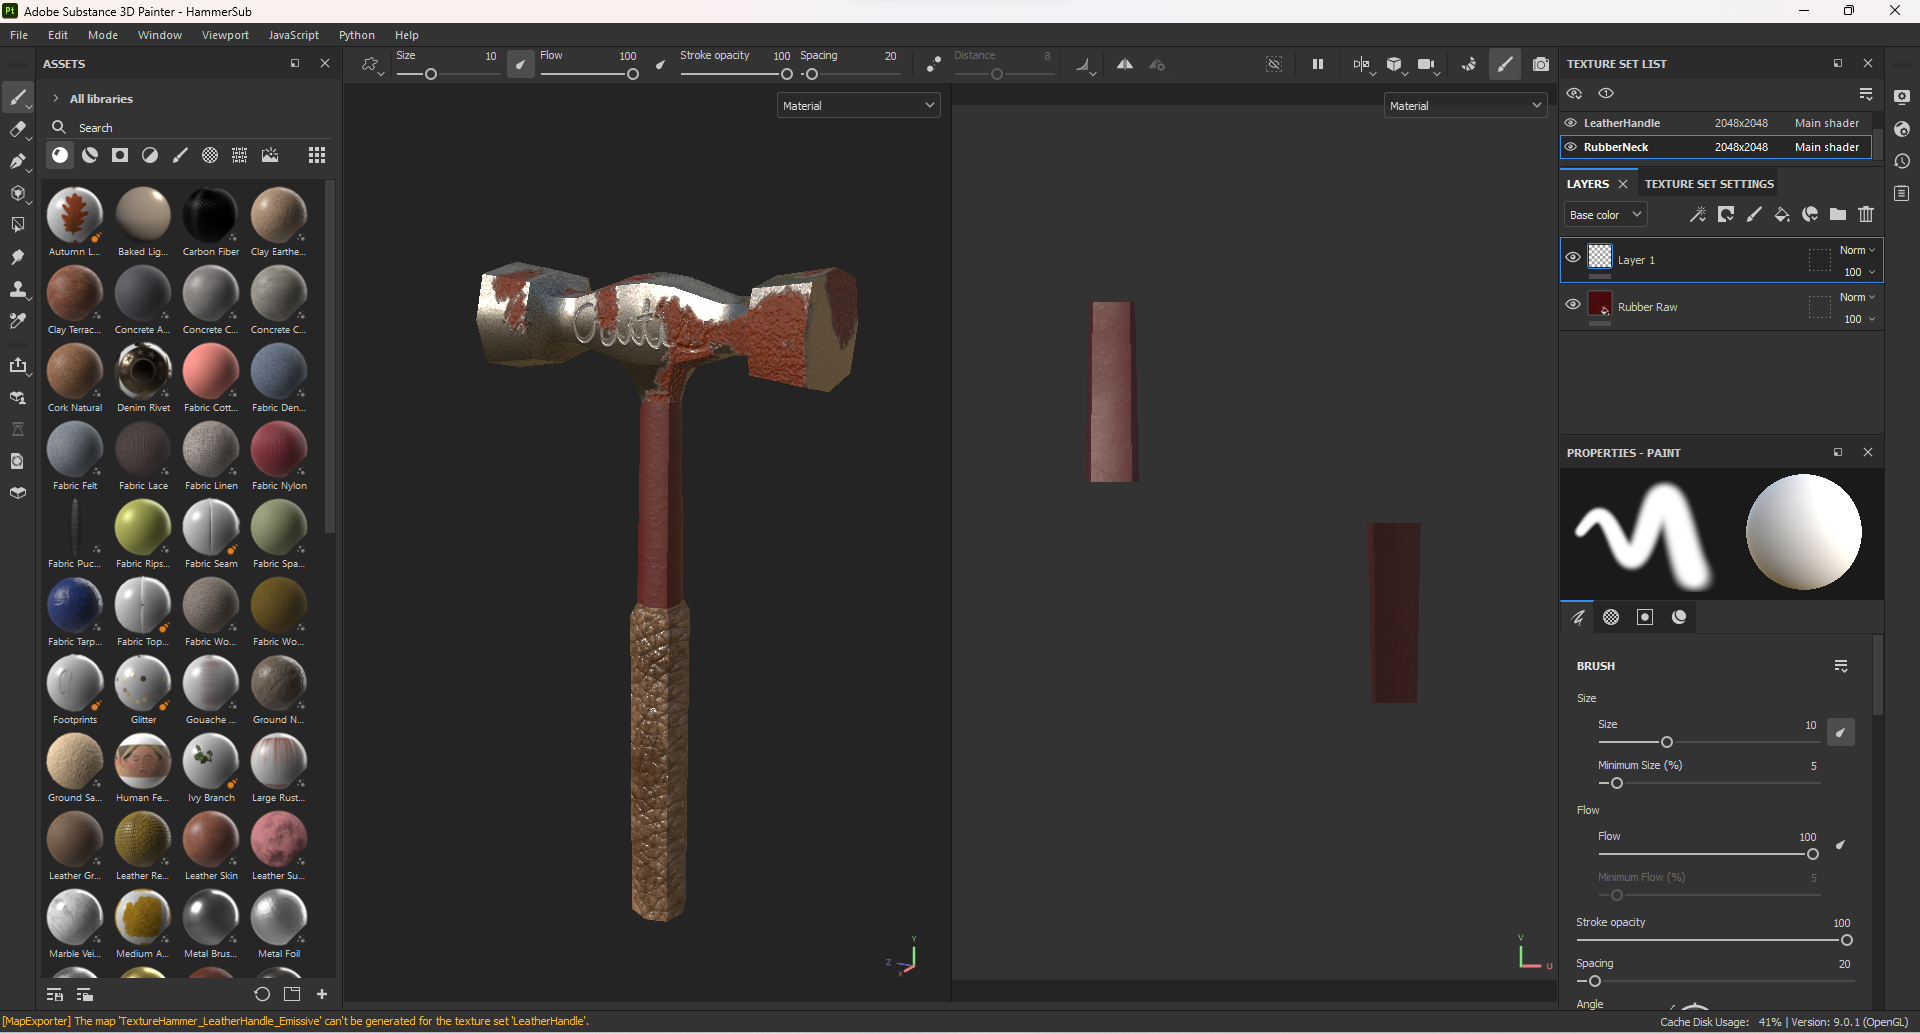 Pt Adobe Substance 3D Painter - HammerSub
File Edit Mode Window Viewport JavaScript Python Help
ASSETS
All libraries
Search
Autumn L... Baked Lig... Carbon Fiber Clay Earthe...
Clay Terrac... Concrete A... Concrete C... Concrete C...
Cork Natural Denim Rivet Fabric Cott... Fabric Den...
Fabric Felt Fabric Lace Fabric Linen Fabric Nylon
Fabric Puc... Fabric Rips... Fabric Seam Fabric Spa...
Fabric Tarp... Fabric Top... Fabric Wo... Fabric Wo...
Footprints Glitter Gouache ... Ground N...
Ground Sa... Human Fe... Ivy Branch Large Rust...
Leather Gr... Leather Re... Leather Skin Leather Su...
Marble Vei... Medium A... Metal Brus... Metal Foil
Size 10 Flow 100 Stroke opacity 100 Spacing 20 Distance 8
Material
Y
Z
X
Material
V
U
TEXTURE SET LIST
LeatherHandle 2048x2048 Main shader
RubberNeck 2048x2048 Main shader
LAYERS TEXTURE SET SETTINGS
Base color
Layer 1 Norm
100
Rubber Raw Norm
100
PROPERTIES - PAINT
BRUSH
Size
Size 10
Minimum Size (%) 5
Flow
Flow 100
Minimum Flow (%) 5
Stroke opacity 100
Spacing 20
Angle
[MapExporter] The map 'TextureHammer_LeatherHandle_Emissive' can't be generated for the texture set 'LeatherHandle'.
Cache Disk Usage: 41% | Version: 9.0.1 (OpenGL)